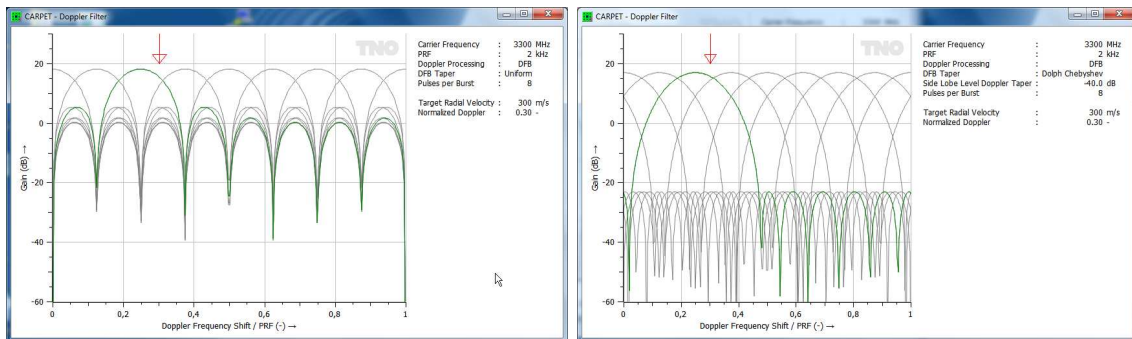 CARPET - Doppler Filter
TNO
Carrier Frequency : 3300 MHz
PRF : 2 kHz
Doppler Processing : DFB
DFB Taper : Uniform
Pulses per Burst : 8
Target Radial Velocity : 300 m/s
Normalized Doppler : 0.30 -
20
0
-20
-40
-60
Gain (dB) →
0 0,2 0,4 0,6 0,8 1
Doppler Frequency Shift / PRF (-) →
CARPET - Doppler Filter
TNO
Carrier Frequency : 3300 MHz
PRF : 2 kHz
Doppler Processing : DFB
DFB Taper : Dolph Chebyshev
Side Lobe Level Doppler Taper : -40.0 dB
Pulses per Burst : 8
Target Radial Velocity : 300 m/s
Normalized Doppler : 0.30 -
20
0
-20
-40
-60
Gain (dB) →
0 0,2 0,4 0,6 0,8 1
Doppler Frequency Shift / PRF (-) →